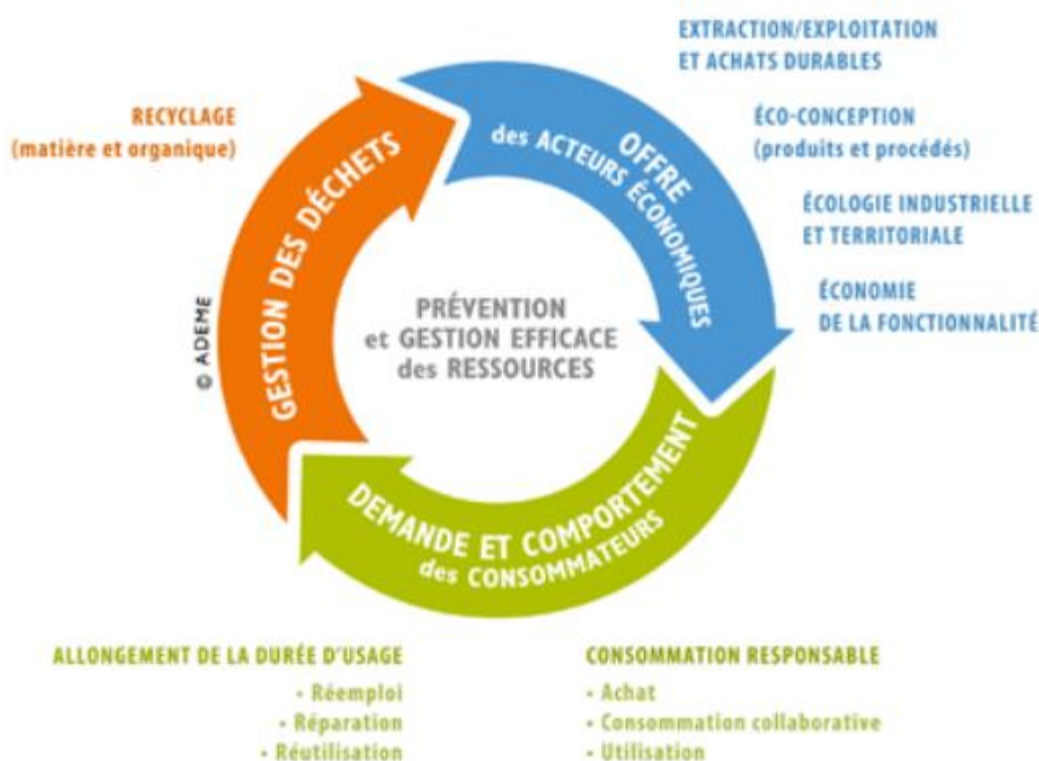 EXTRACTION/EXPLOITATION
ET ACHATS DURABLES
ÉCO-CONCEPTION
(produits et procédés)
ÉCOLOGIE INDUSTRIELLE
ET TERRITORIALE
ÉCONOMIE
DE LA FONCTIONNALITÉ
RECYCLAGE
(matière et organique)
OFFRE
des ACTEURS ÉCONOMIQUES
GESTION DES DÉCHETS
PRÉVENTION
et GESTION EFFICACE
des RESSOURCES
© ADEME
DEMANDE ET COMPORTEMENT
des CONSOMMATEURS
ALLONGEMENT DE LA DURÉE D'USAGE
• Réemploi
• Réparation
• Réutilisation
CONSOMMATION RESPONSABLE
• Achat
• Consommation collaborative
• Utilisation